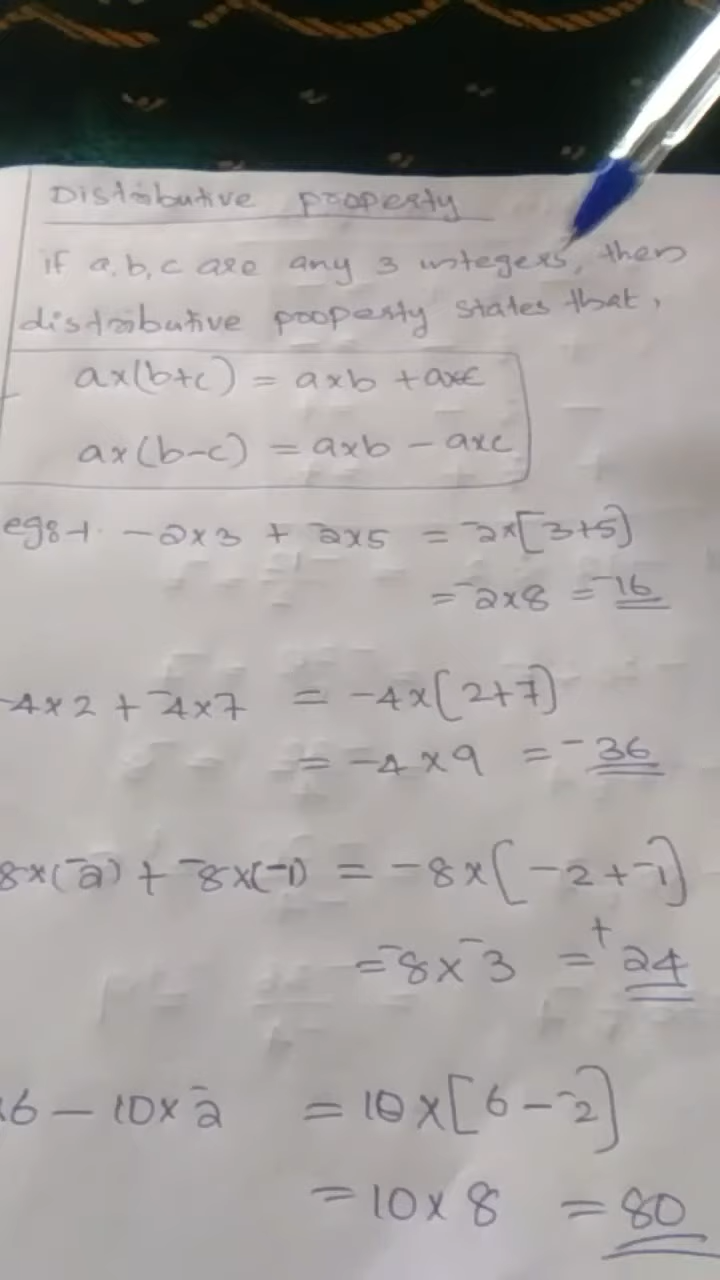 Distributive property
if a, b, c are any 3 integers, then
distributive property states that,
a×(b+c) = a×b + a×c
a×(b-c) = a×b - a×c
egs:- -2×3 + ⁻2×5 = ⁻2×[3+5]
= ⁻2×8 = ⁻16
-4×2 + ⁻4×7 = -4×(2+7)
= -4×9 = ⁻36
8×(⁻2) + ⁻8×(-1) = -8×[-2+⁻1]
= ⁻8×⁻3 = ⁺24
×6 - 10×⁻2 = 10×[6-⁻2]
= 10×8 = 80